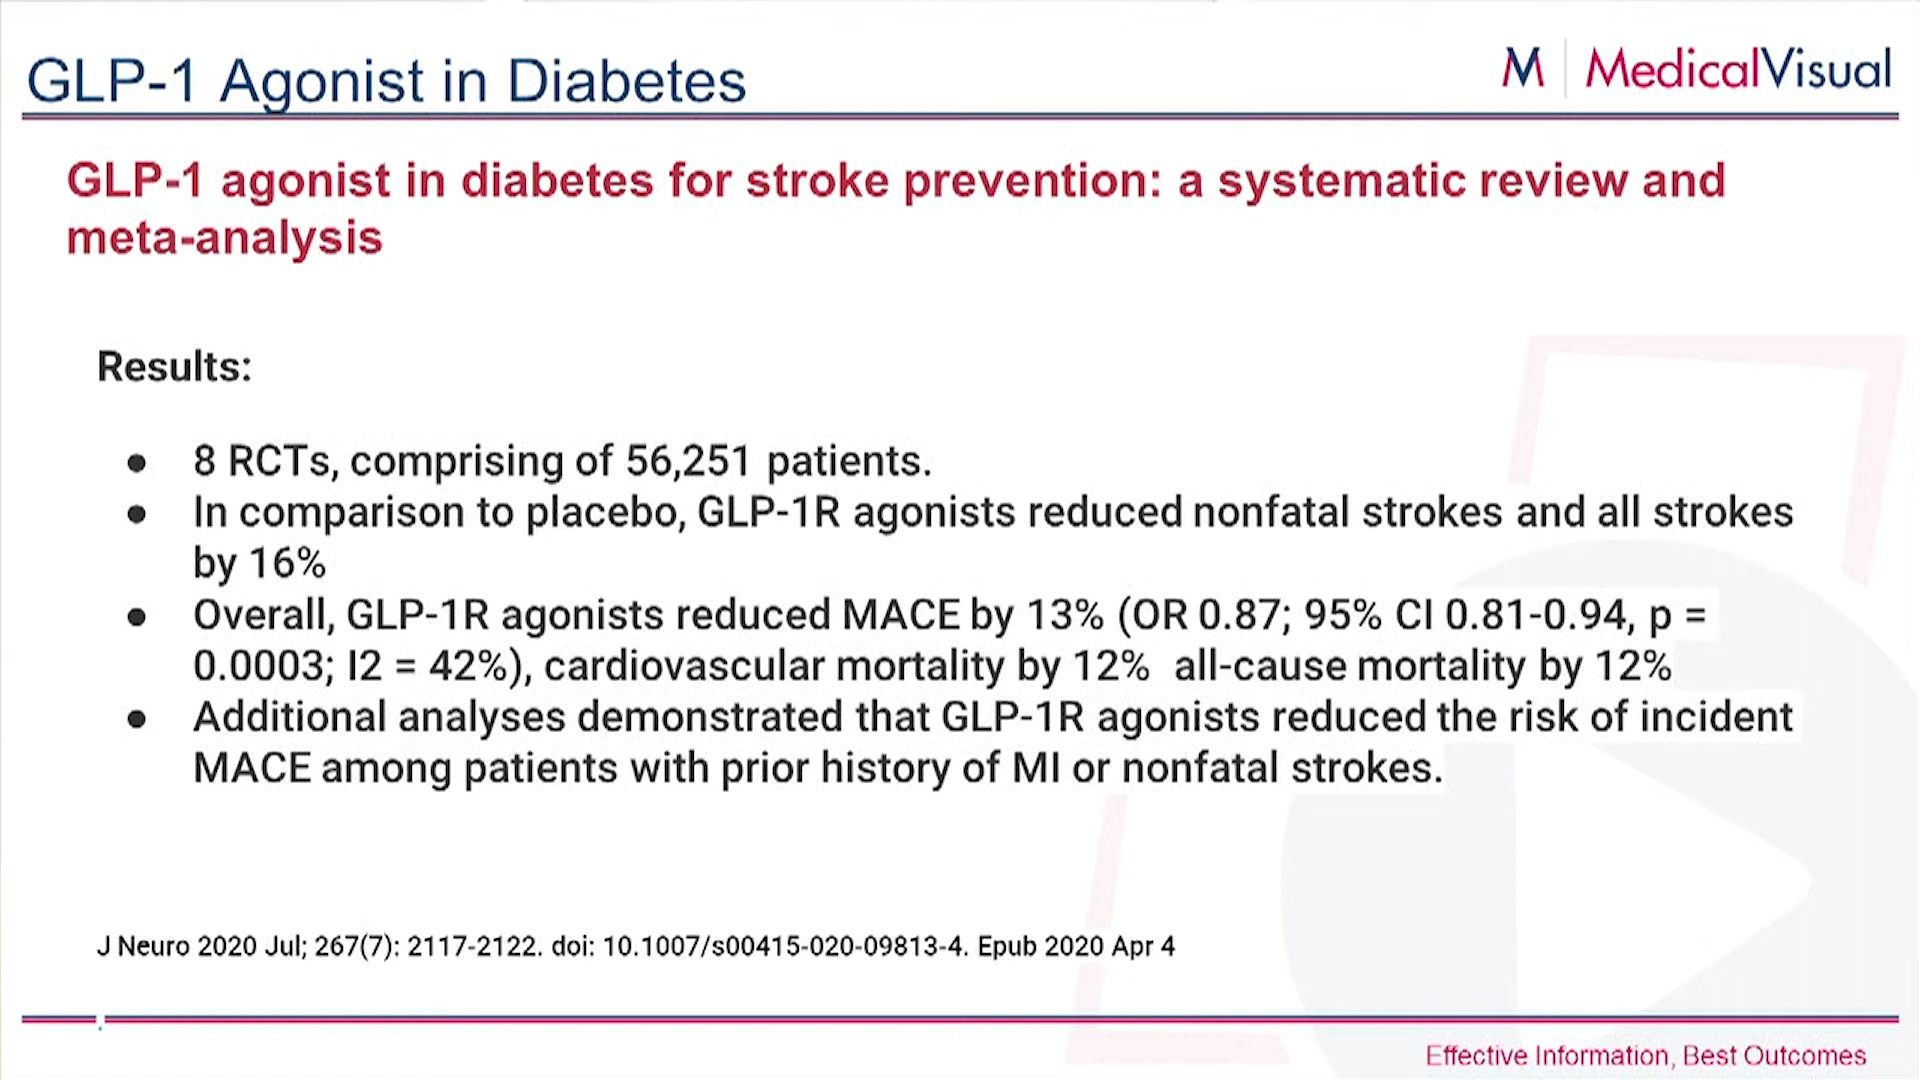 GLP-1 Agonist in Diabetes
M | MedicalVisual
GLP-1 agonist in diabetes for stroke prevention: a systematic review and
meta-analysis
Results:
● 8 RCTs, comprising of 56,251 patients.
● In comparison to placebo, GLP-1R agonists reduced nonfatal strokes and all strokes
by 16%
● Overall, GLP-1R agonists reduced MACE by 13% (OR 0.87; 95% CI 0.81-0.94, p =
0.0003; I2 = 42%), cardiovascular mortality by 12%  all-cause mortality by 12%
● Additional analyses demonstrated that GLP-1R agonists reduced the risk of incident
MACE among patients with prior history of MI or nonfatal strokes.
J Neuro 2020 Jul; 267(7): 2117-2122. doi: 10.1007/s00415-020-09813-4. Epub 2020 Apr 4
Effective Information, Best Outcomes